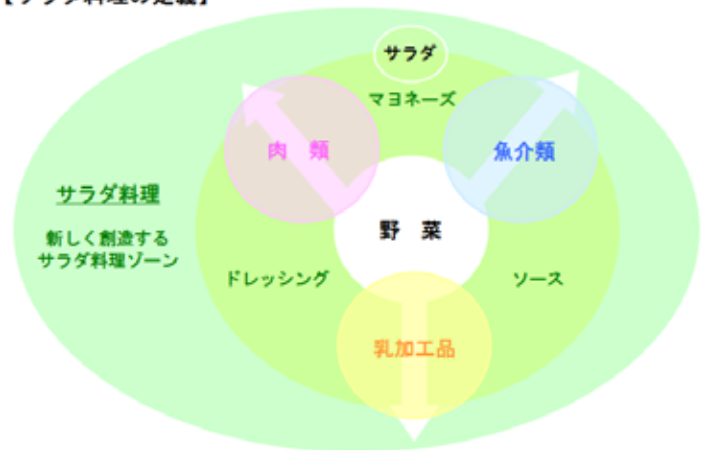 サラダ
マヨネーズ
肉 類
魚介類
サラダ料理
野 菜
新しく創造する
サラダ料理ゾーン
ドレッシング
ソース
乳加工品